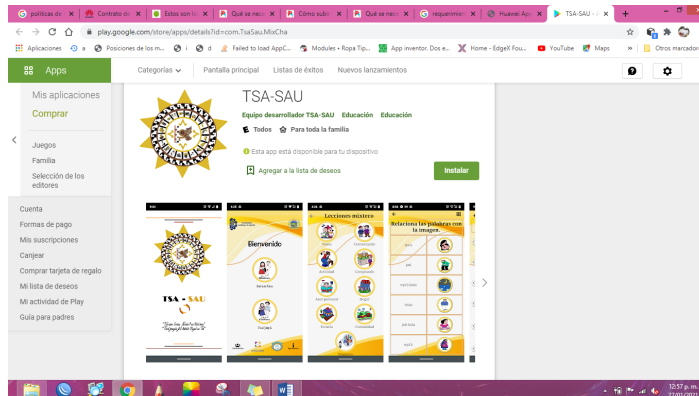 políticas de
Contrato de
Estos son lo
Qué se nece
Cómo subir
Qué se nece
requerimien
Huawei App
TSA-SAU - A
play.google.com/store/apps/details?id=com.TsaSau.MixCha
Aplicaciones
Posiciones de los m...
Failed to load AppC...
Modules ‹ Ropa Tip...
App inventor. Dos e...
Home - EdgeX Fou...
YouTube
Maps
Otros marcadores
Apps
Categorías
Pantalla principal
Listas de éxitos
Nuevos lanzamientos
Mis aplicaciones
Comprar
Juegos
Familia
Selección de los
editores
Cuenta
Formas de pago
Mis suscripciones
Canjear
Comprar tarjeta de regalo
Mi lista de deseos
Mi actividad de Play
Guía para padres
TSA-SAU
Equipo desarrollador TSA-SAU Educación Educación
E Todos Para toda la familia
Esta app está disponible para tu dispositivo
Agregar a la lista de deseos
Instalar
TSA - SAU
Bienvenido
Lecciones mixteco
Comunidad
Relaciona las palabras con
la imagen.
12:57 p. m.